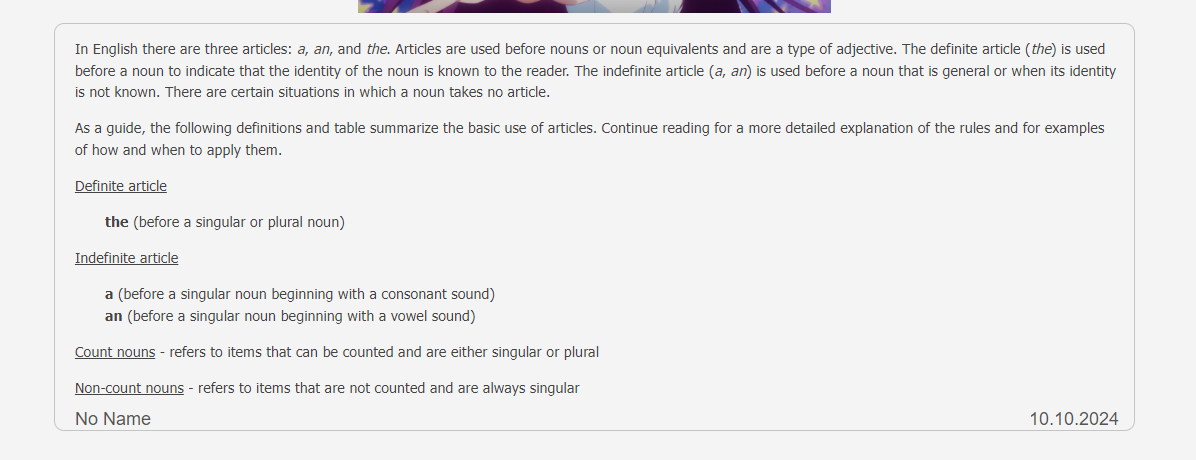 In English there are three articles: a, an, and the. Articles are used before nouns or noun equivalents and are a type of adjective. The definite article (the) is used
before a noun to indicate that the identity of the noun is known to the reader. The indefinite article (a, an) is used before a noun that is general or when its identity
is not known. There are certain situations in which a noun takes no article.
As a guide, the following definitions and table summarize the basic use of articles. Continue reading for a more detailed explanation of the rules and for examples
of how and when to apply them.
Definite article
the (before a singular or plural noun)
Indefinite article
a (before a singular noun beginning with a consonant sound)
an (before a singular noun beginning with a vowel sound)
Count nouns - refers to items that can be counted and are either singular or plural
Non-count nouns - refers to items that are not counted and are always singular
No Name 10.10.2024